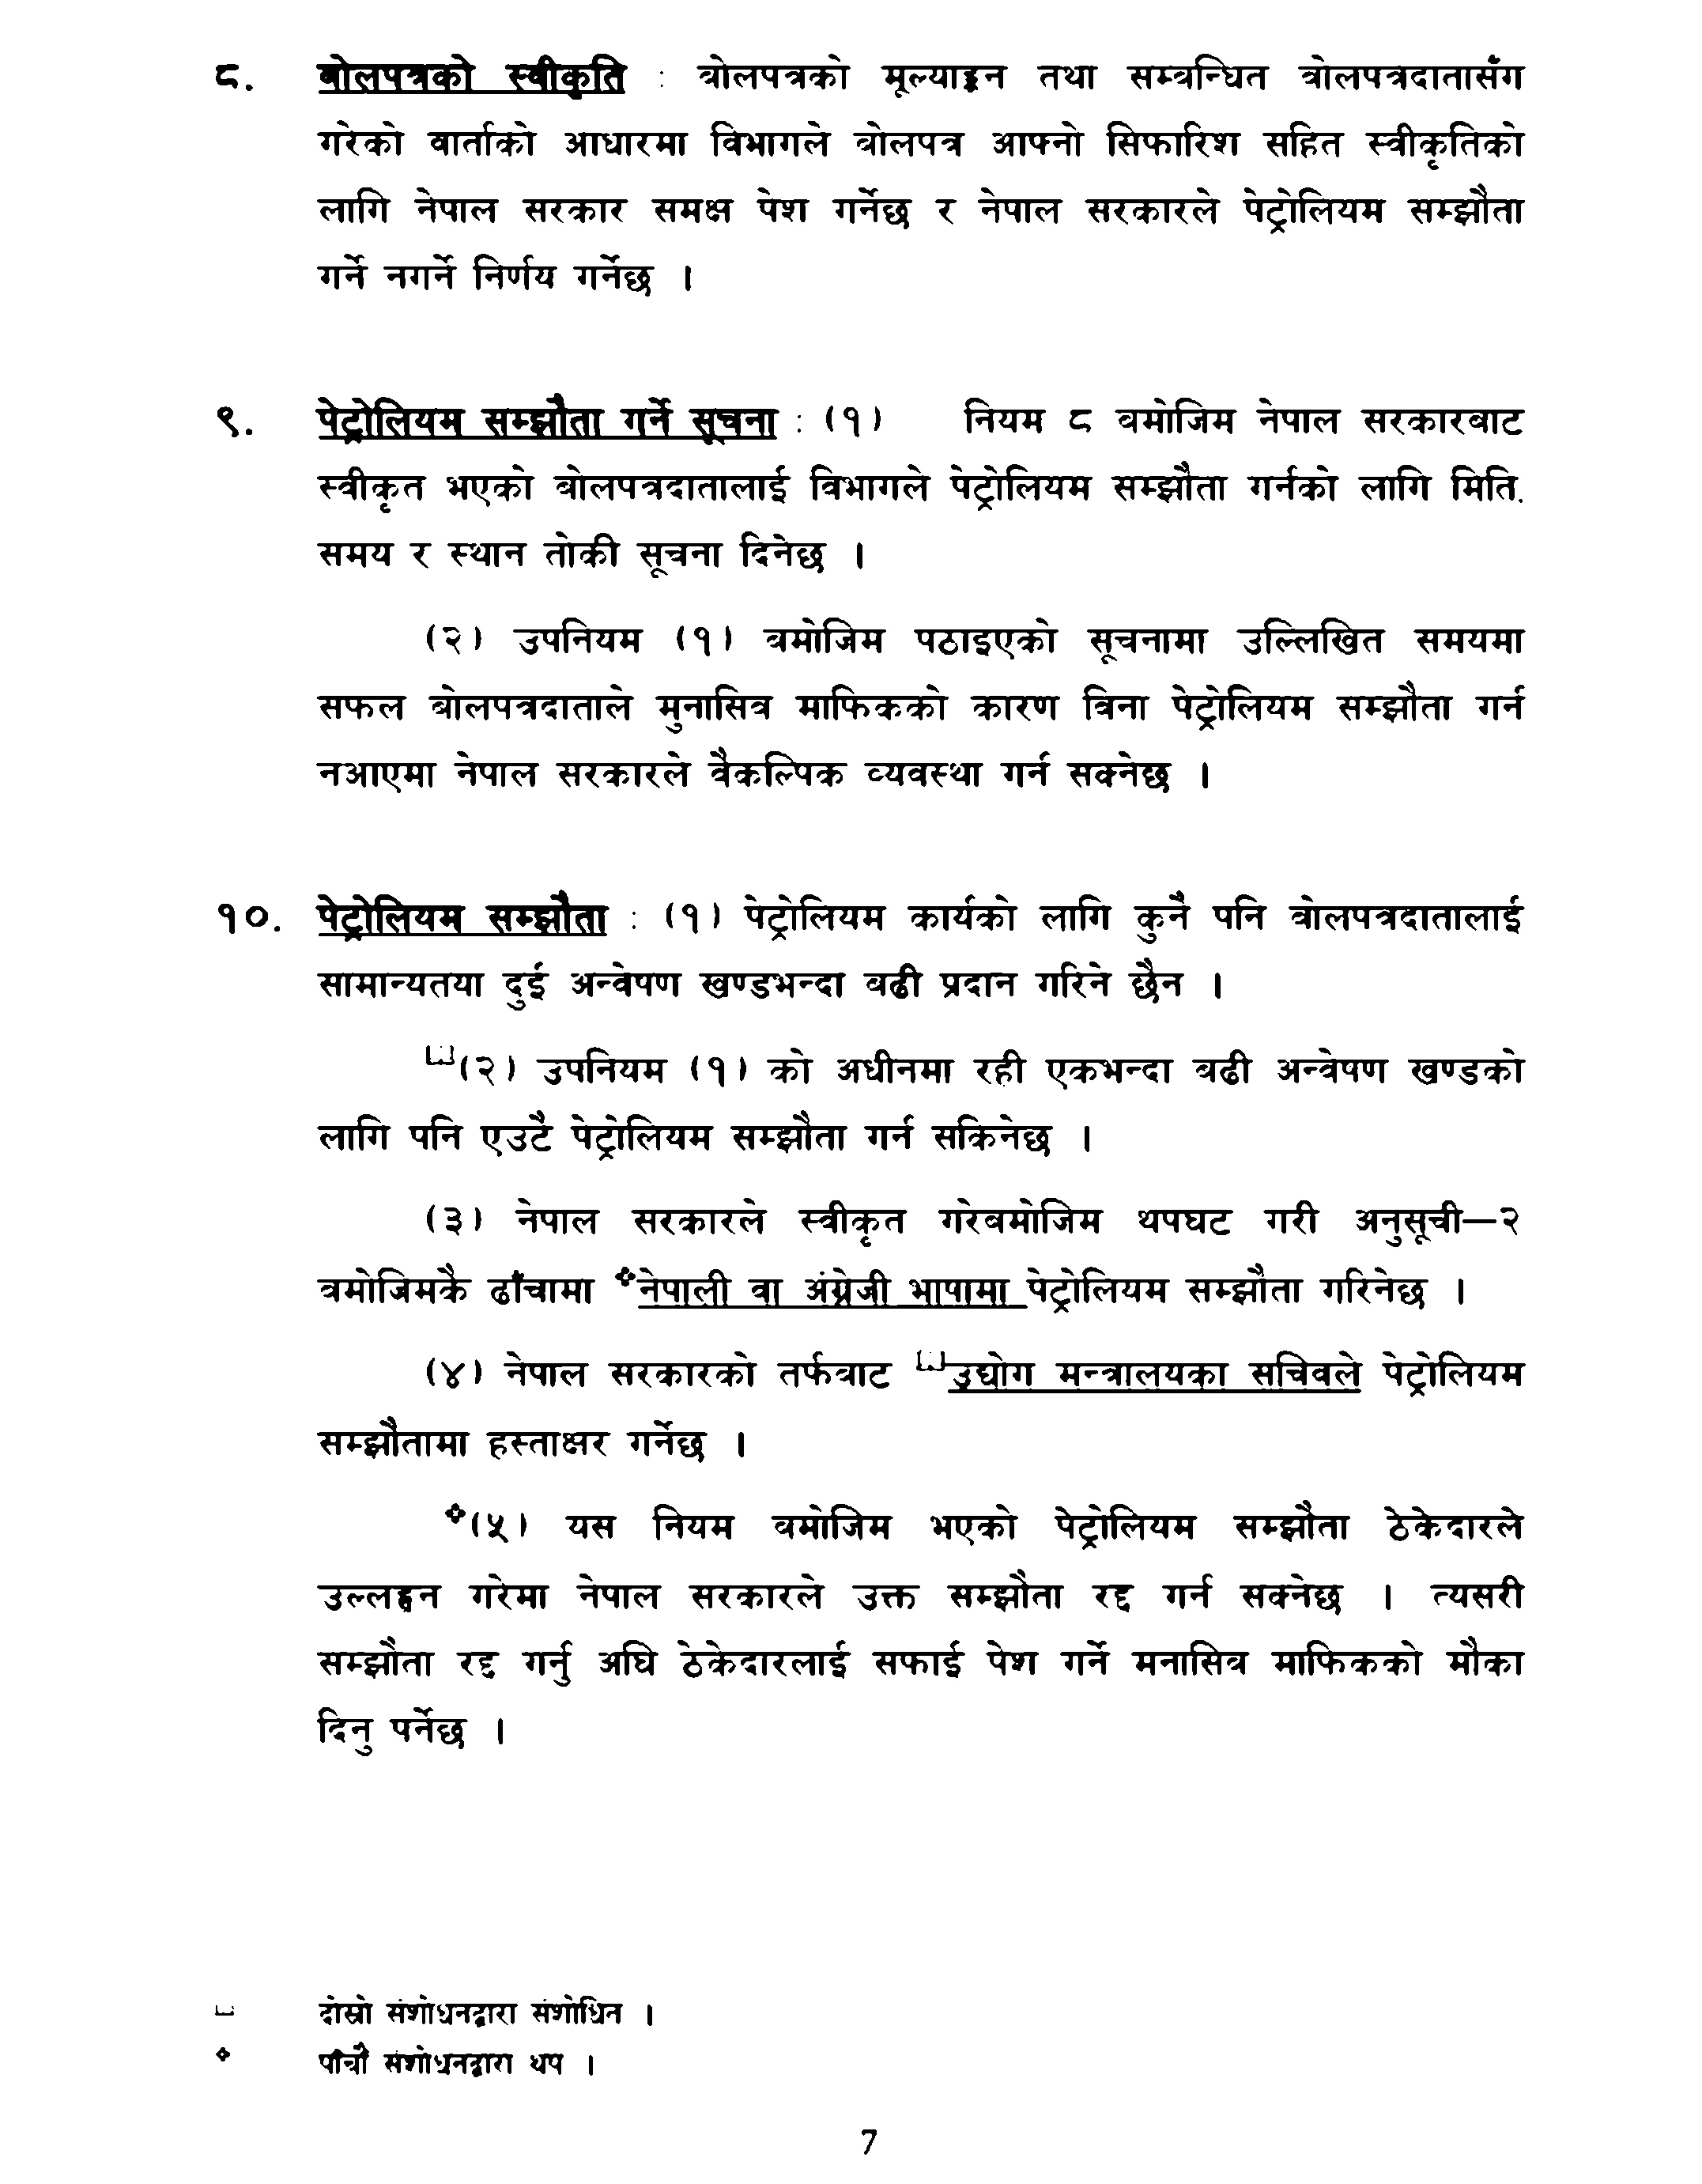 ८. बोलपत्रको स्वीकृति : बोलपत्रको मूल्याङ्कन तथा सम्बन्धित बोलपत्रदातासँग
गरेको वार्ताको आधारमा विभागले बोलपत्र आफ्नो सिफारिश सहित स्वीकृतिको
लागि नेपाल सरकार समक्ष पेश गर्नेछ र नेपाल सरकारले पेट्रोलियम सम्झौता
गर्ने नगर्ने निर्णय गर्नेछ ।
९. पेट्रोलियम सम्झौता गर्ने सूचना : (१) नियम ८ बमोजिम नेपाल सरकारबाट
स्वीकृत भएको बोलपत्रदातालाई विभागले पेट्रोलियम सम्झौता गर्नको लागि मिति,
समय र स्थान तोकी सूचना दिनेछ ।
(२) उपनियम (१) बमोजिम पठाइएको सूचनामा उल्लिखित समयमा
सफल बोलपत्रदाताले मुनासिब माफिकको कारण बिना पेट्रोलियम सम्झौता गर्न
नआएमा नेपाल सरकारले वैकल्पिक व्यवस्था गर्न सक्नेछ ।
१०. पेट्रोलियम सम्झौता : (१) पेट्रोलियम कार्यको लागि कुनै पनि बोलपत्रदातालाई
सामान्यतया दुई अन्वेषण खण्डभन्दा बढी प्रदान गरिने छैन ।
(२) उपनियम (१) को अधीनमा रही एकभन्दा बढी अन्वेषण खण्डको
लागि पनि एउटै पेट्रोलियम सम्झौता गर्न सकिनेछ ।
(३) नेपाल सरकारले स्वीकृत गरेबमोजिम थपघट गरी अनुसूची–२
बमोजिमकै ढाँचामा ❖नेपाली वा अंग्रेजी भाषामा पेट्रोलियम सम्झौता गरिनेछ ।
(४) नेपाल सरकारको तर्फबाट उद्योग मन्त्रालयका सचिवले पेट्रोलियम
सम्झौतामा हस्ताक्षर गर्नेछ ।
❖(५) यस नियम बमोजिम भएको पेट्रोलियम सम्झौता ठेकेदारले
उल्लङ्घन गरेमा नेपाल सरकारले उक्त सम्झौता रद्द गर्न सक्नेछ । त्यसरी
सम्झौता रद्द गर्नु अघि ठेकेदारलाई सफाई पेश गर्ने मनासिब माफिकको मौका
दिनु पर्नेछ ।
दोस्रो संशोधनद्वारा संशोधित ।
❖ पाँचौ संशोधनद्वारा थप ।
7